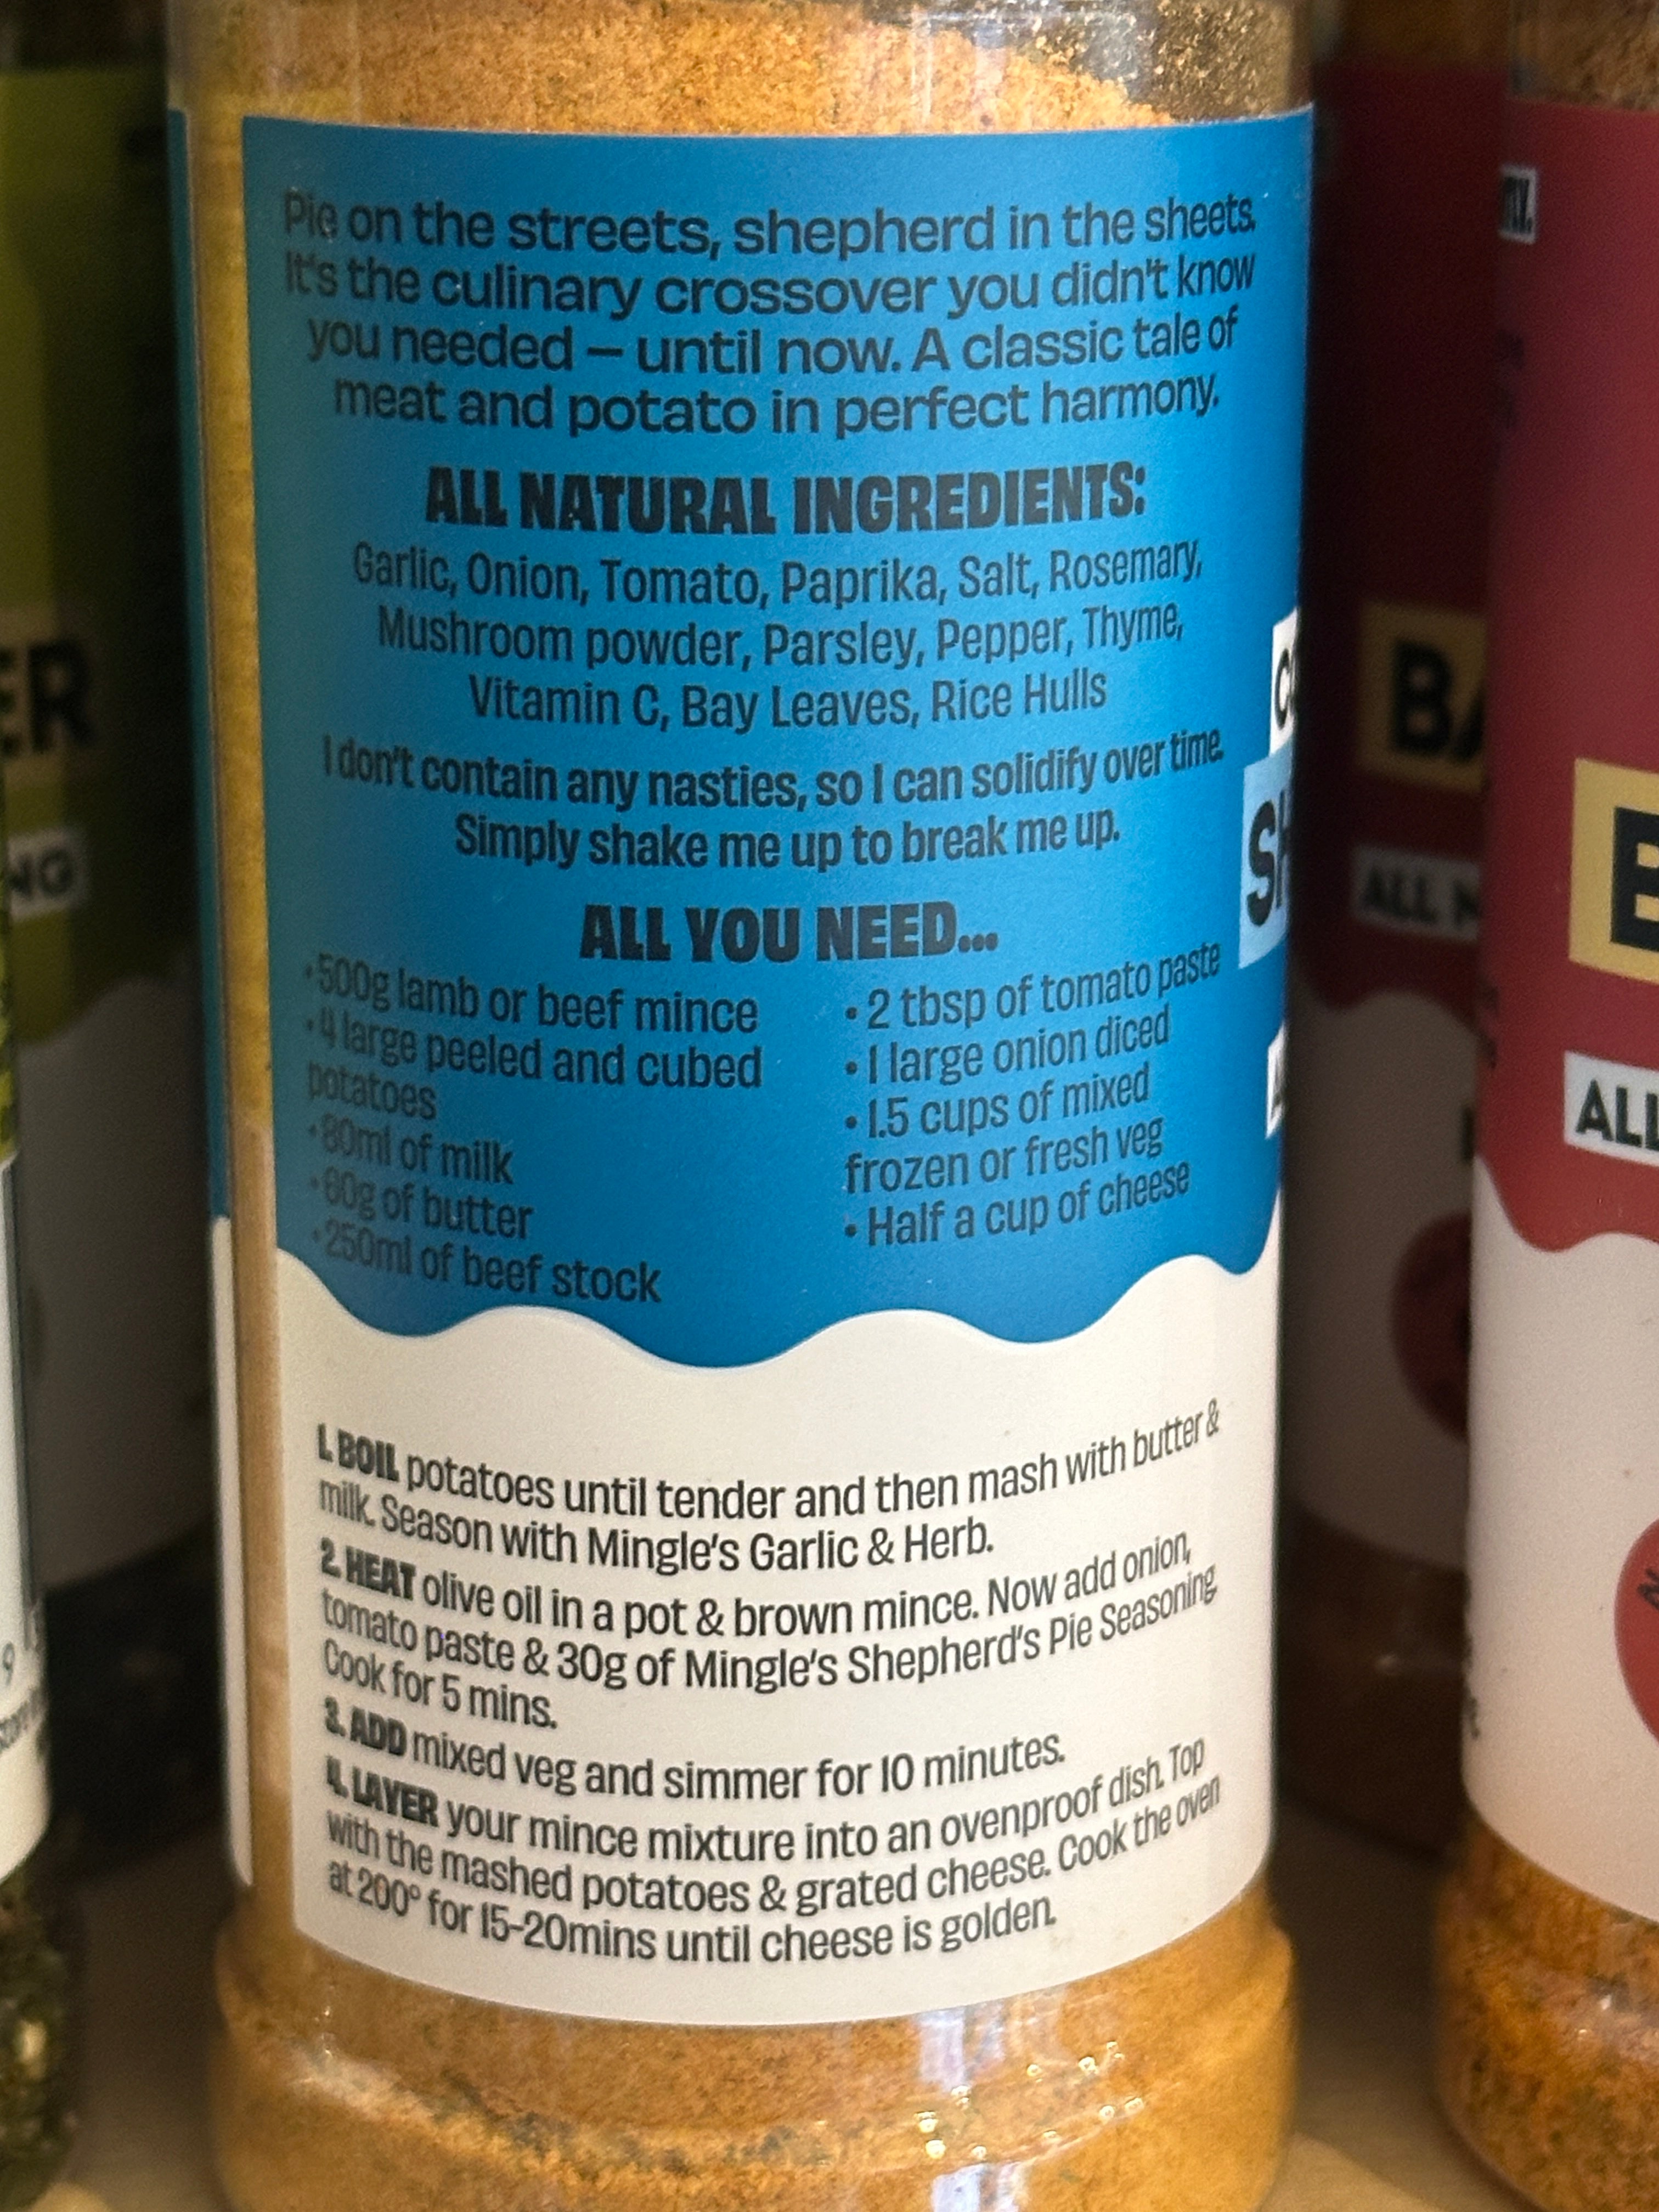 Pie on the streets, shepherd in the sheets.
It's the culinary crossover you didn't know
you needed – until now. A classic tale of
meat and potato in perfect harmony.
ALL NATURAL INGREDIENTS:
Garlic, Onion, Tomato, Paprika, Salt, Rosemary,
Mushroom powder, Parsley, Pepper, Thyme,
Vitamin C, Bay Leaves, Rice Hulls
I don't contain any nasties, so I can solidify over time.
Simply shake me up to break me up.
ALL YOU NEED...
•500g lamb or beef mince
•4 large peeled and cubed
potatoes
•80ml of milk
•60g of butter
•250ml of beef stock
• 2 tbsp of tomato paste
• 1 large onion diced
• 1.5 cups of mixed
frozen or fresh veg
• Half a cup of cheese
1. BOIL potatoes until tender and then mash with butter &
milk. Season with Mingle's Garlic & Herb.
2. HEAT olive oil in a pot & brown mince. Now add onion,
tomato paste & 30g of Mingle's Shepherd's Pie Seasoning
Cook for 5 mins.
3. ADD mixed veg and simmer for 10 minutes.
4. LAYER your mince mixture into an ovenproof dish. Top
with the mashed potatoes & grated cheese. Cook the oven
at 200° for 15-20mins until cheese is golden.
ER
NG
SH
BA
ALL N
B
ALL